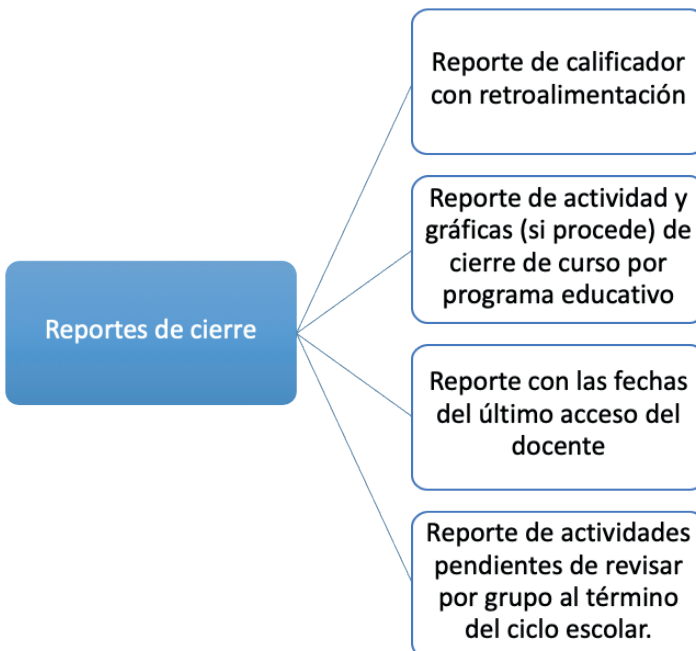 Reportes de cierre
Reporte de calificador
con retroalimentación
Reporte de actividad y
gráficas (si procede) de
cierre de curso por
programa educativo
Reporte con las fechas
del último acceso del
docente
Reporte de actividades
pendientes de revisar
por grupo al término
del ciclo escolar.